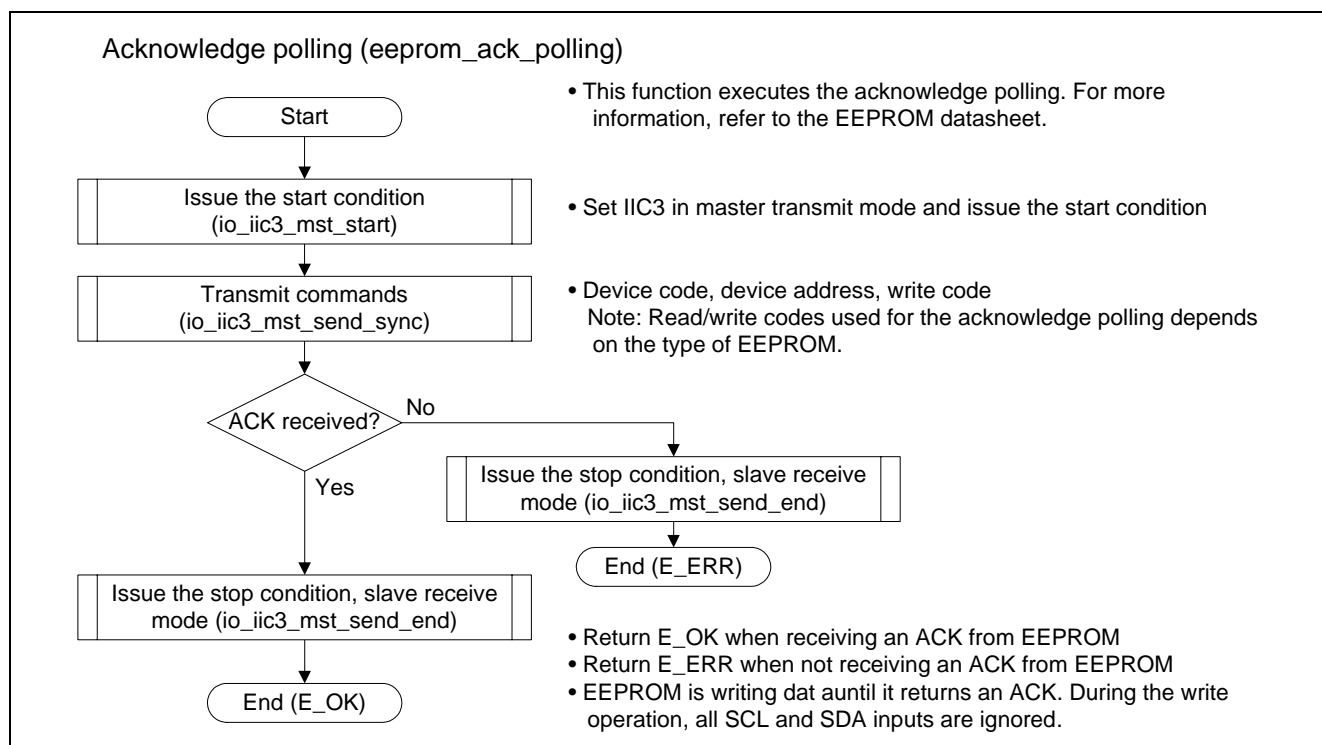 Acknowledge polling (eeprom_ack_polling)
Start
• This function executes the acknowledge polling. For more
information, refer to the EEPROM datasheet.
Issue the start condition
(io_iic3_mst_start)
• Set IIC3 in master transmit mode and issue the start condition
Transmit commands
(io_iic3_mst_send_sync)
• Device code, device address, write code
Note: Read/write codes used for the acknowledge polling depends
on the type of EEPROM.
ACK received?
No
Yes
Issue the stop condition, slave receive
mode (io_iic3_mst_send_end)
End (E_ERR)
Issue the stop condition, slave receive
mode (io_iic3_mst_send_end)
End (E_OK)
• Return E_OK when receiving an ACK from EEPROM
• Return E_ERR when not receiving an ACK from EEPROM
• EEPROM is writing dat auntil it returns an ACK. During the write
operation, all SCL and SDA inputs are ignored.